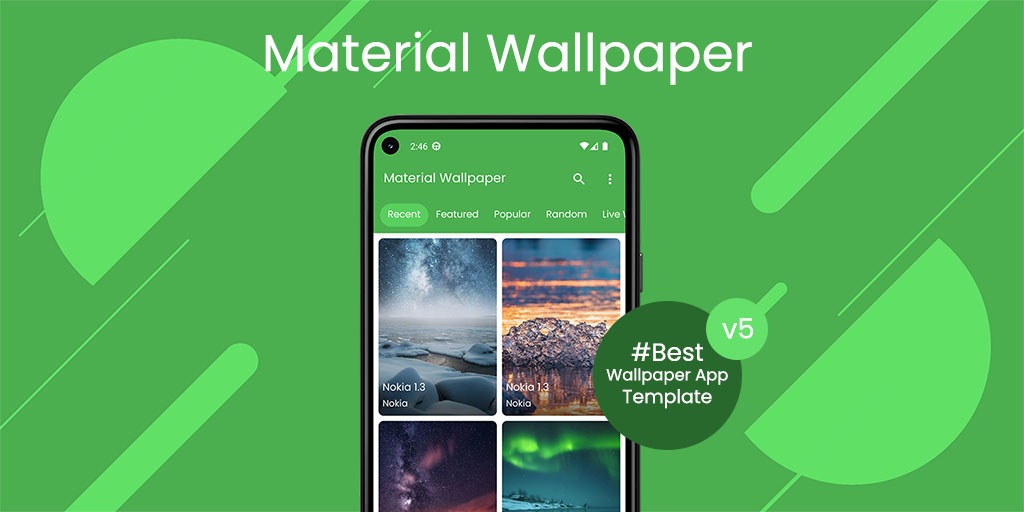 Material Wallpaper
2:46
Material Wallpaper
Recent Featured Popular Random Live
Nokia 1.3
Nokia
Nokia 1.3
Nokia
v5
#Best
Wallpaper App
Template